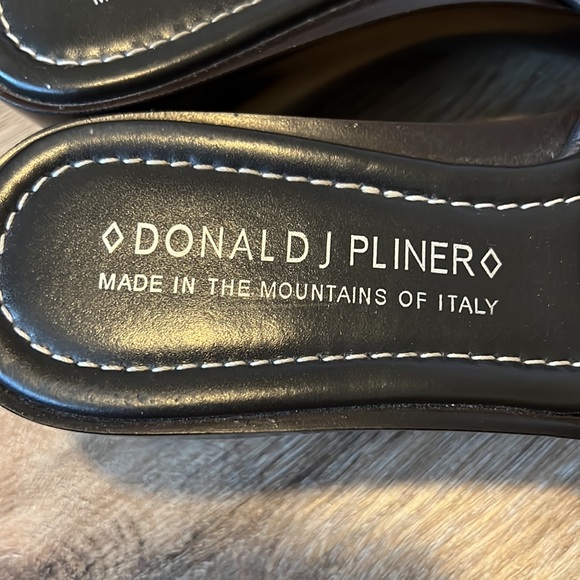 ◊DONALD J PLINER◊
MADE IN THE MOUNTAINS OF ITALY